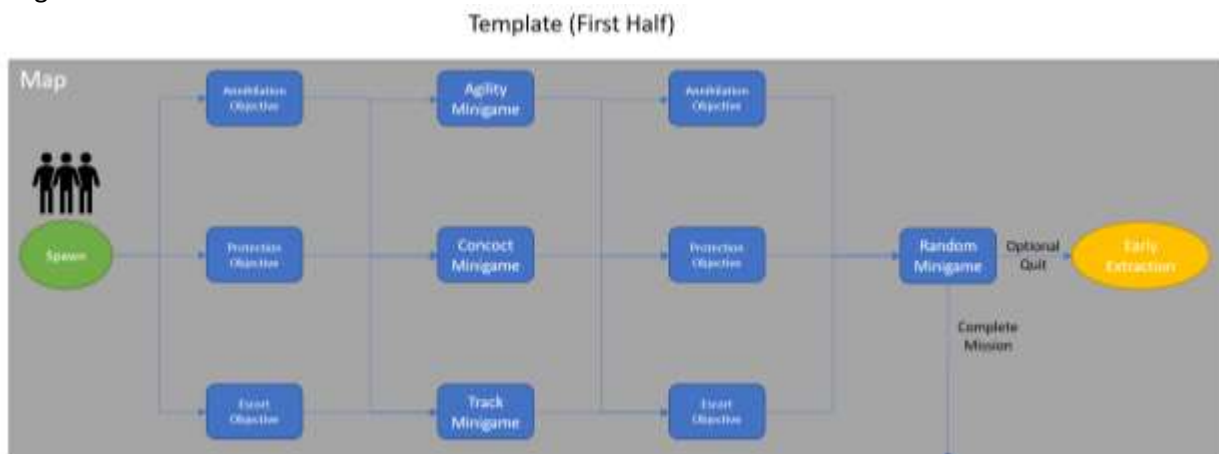 Template (First Half)
Map
Annihilation
Objective
Agility
Minigame
Annihilation
Objective
Spawn
Protection
Objective
Concoct
Minigame
Protection
Objective
Random
Minigame
Optional
Quit
Early
Extraction
Complete
Mission
Escort
Objective
Track
Minigame
Escort
Objective